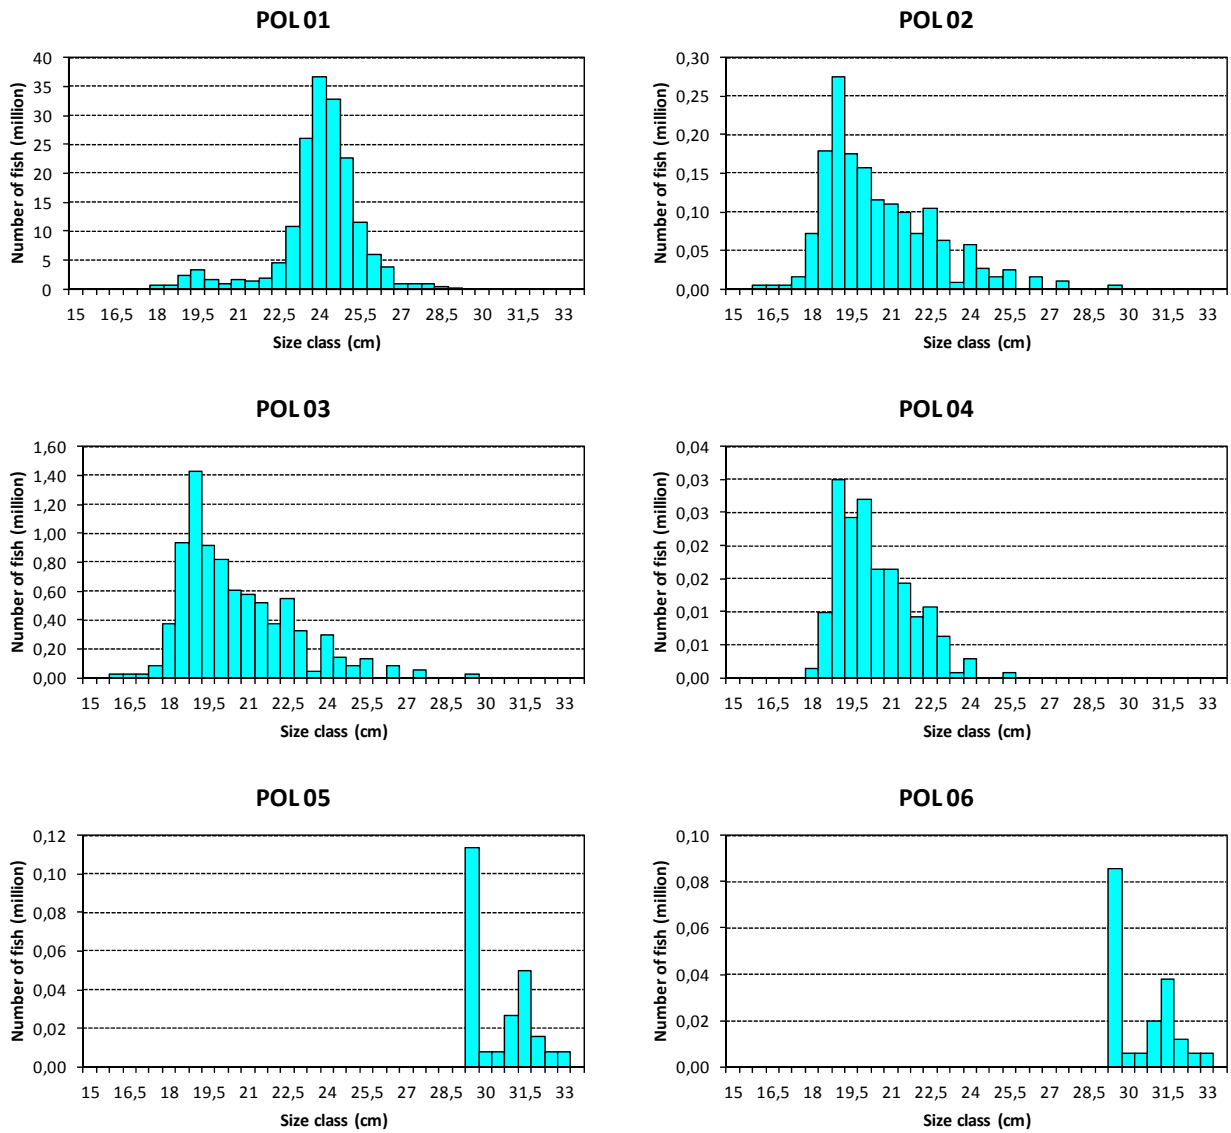 POL 01
Number of fish (million)
40
35
30
25
20
15
10
5
0
15 16,5 18 19,5 21 22,5 24 25,5 27 28,5 30 31,5 33
Size class (cm)
POL 02
Number of fish (million)
0,30
0,25
0,20
0,15
0,10
0,05
0,00
15 16,5 18 19,5 21 22,5 24 25,5 27 28,5 30 31,5 33
Size class (cm)
POL 03
Number of fish (million)
1,60
1,40
1,20
1,00
0,80
0,60
0,40
0,20
0,00
15 16,5 18 19,5 21 22,5 24 25,5 27 28,5 30 31,5 33
Size class (cm)
POL 04
Number of fish (million)
0,04
0,03
0,03
0,02
0,02
0,01
0,01
0,00
15 16,5 18 19,5 21 22,5 24 25,5 27 28,5 30 31,5 33
Size class (cm)
POL 05
Number of fish (million)
0,12
0,10
0,08
0,06
0,04
0,02
0,00
15 16,5 18 19,5 21 22,5 24 25,5 27 28,5 30 31,5 33
Size class (cm)
POL 06
Number of fish (million)
0,10
0,08
0,06
0,04
0,02
0,00
15 16,5 18 19,5 21 22,5 24 25,5 27 28,5 30 31,5 33
Size class (cm)